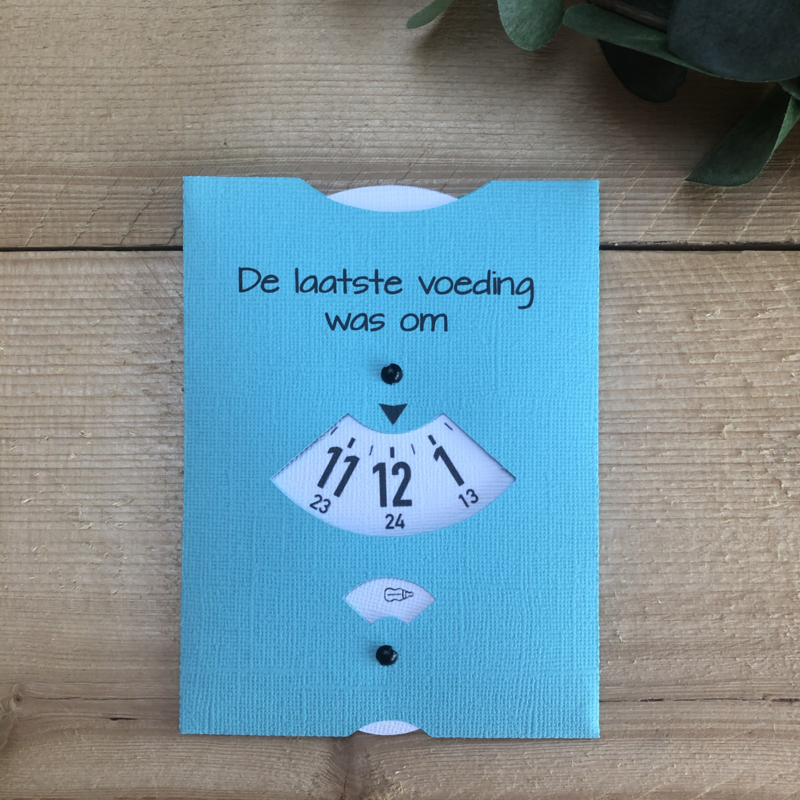 De laatste voeding
was om
11 12 1
23 24 13